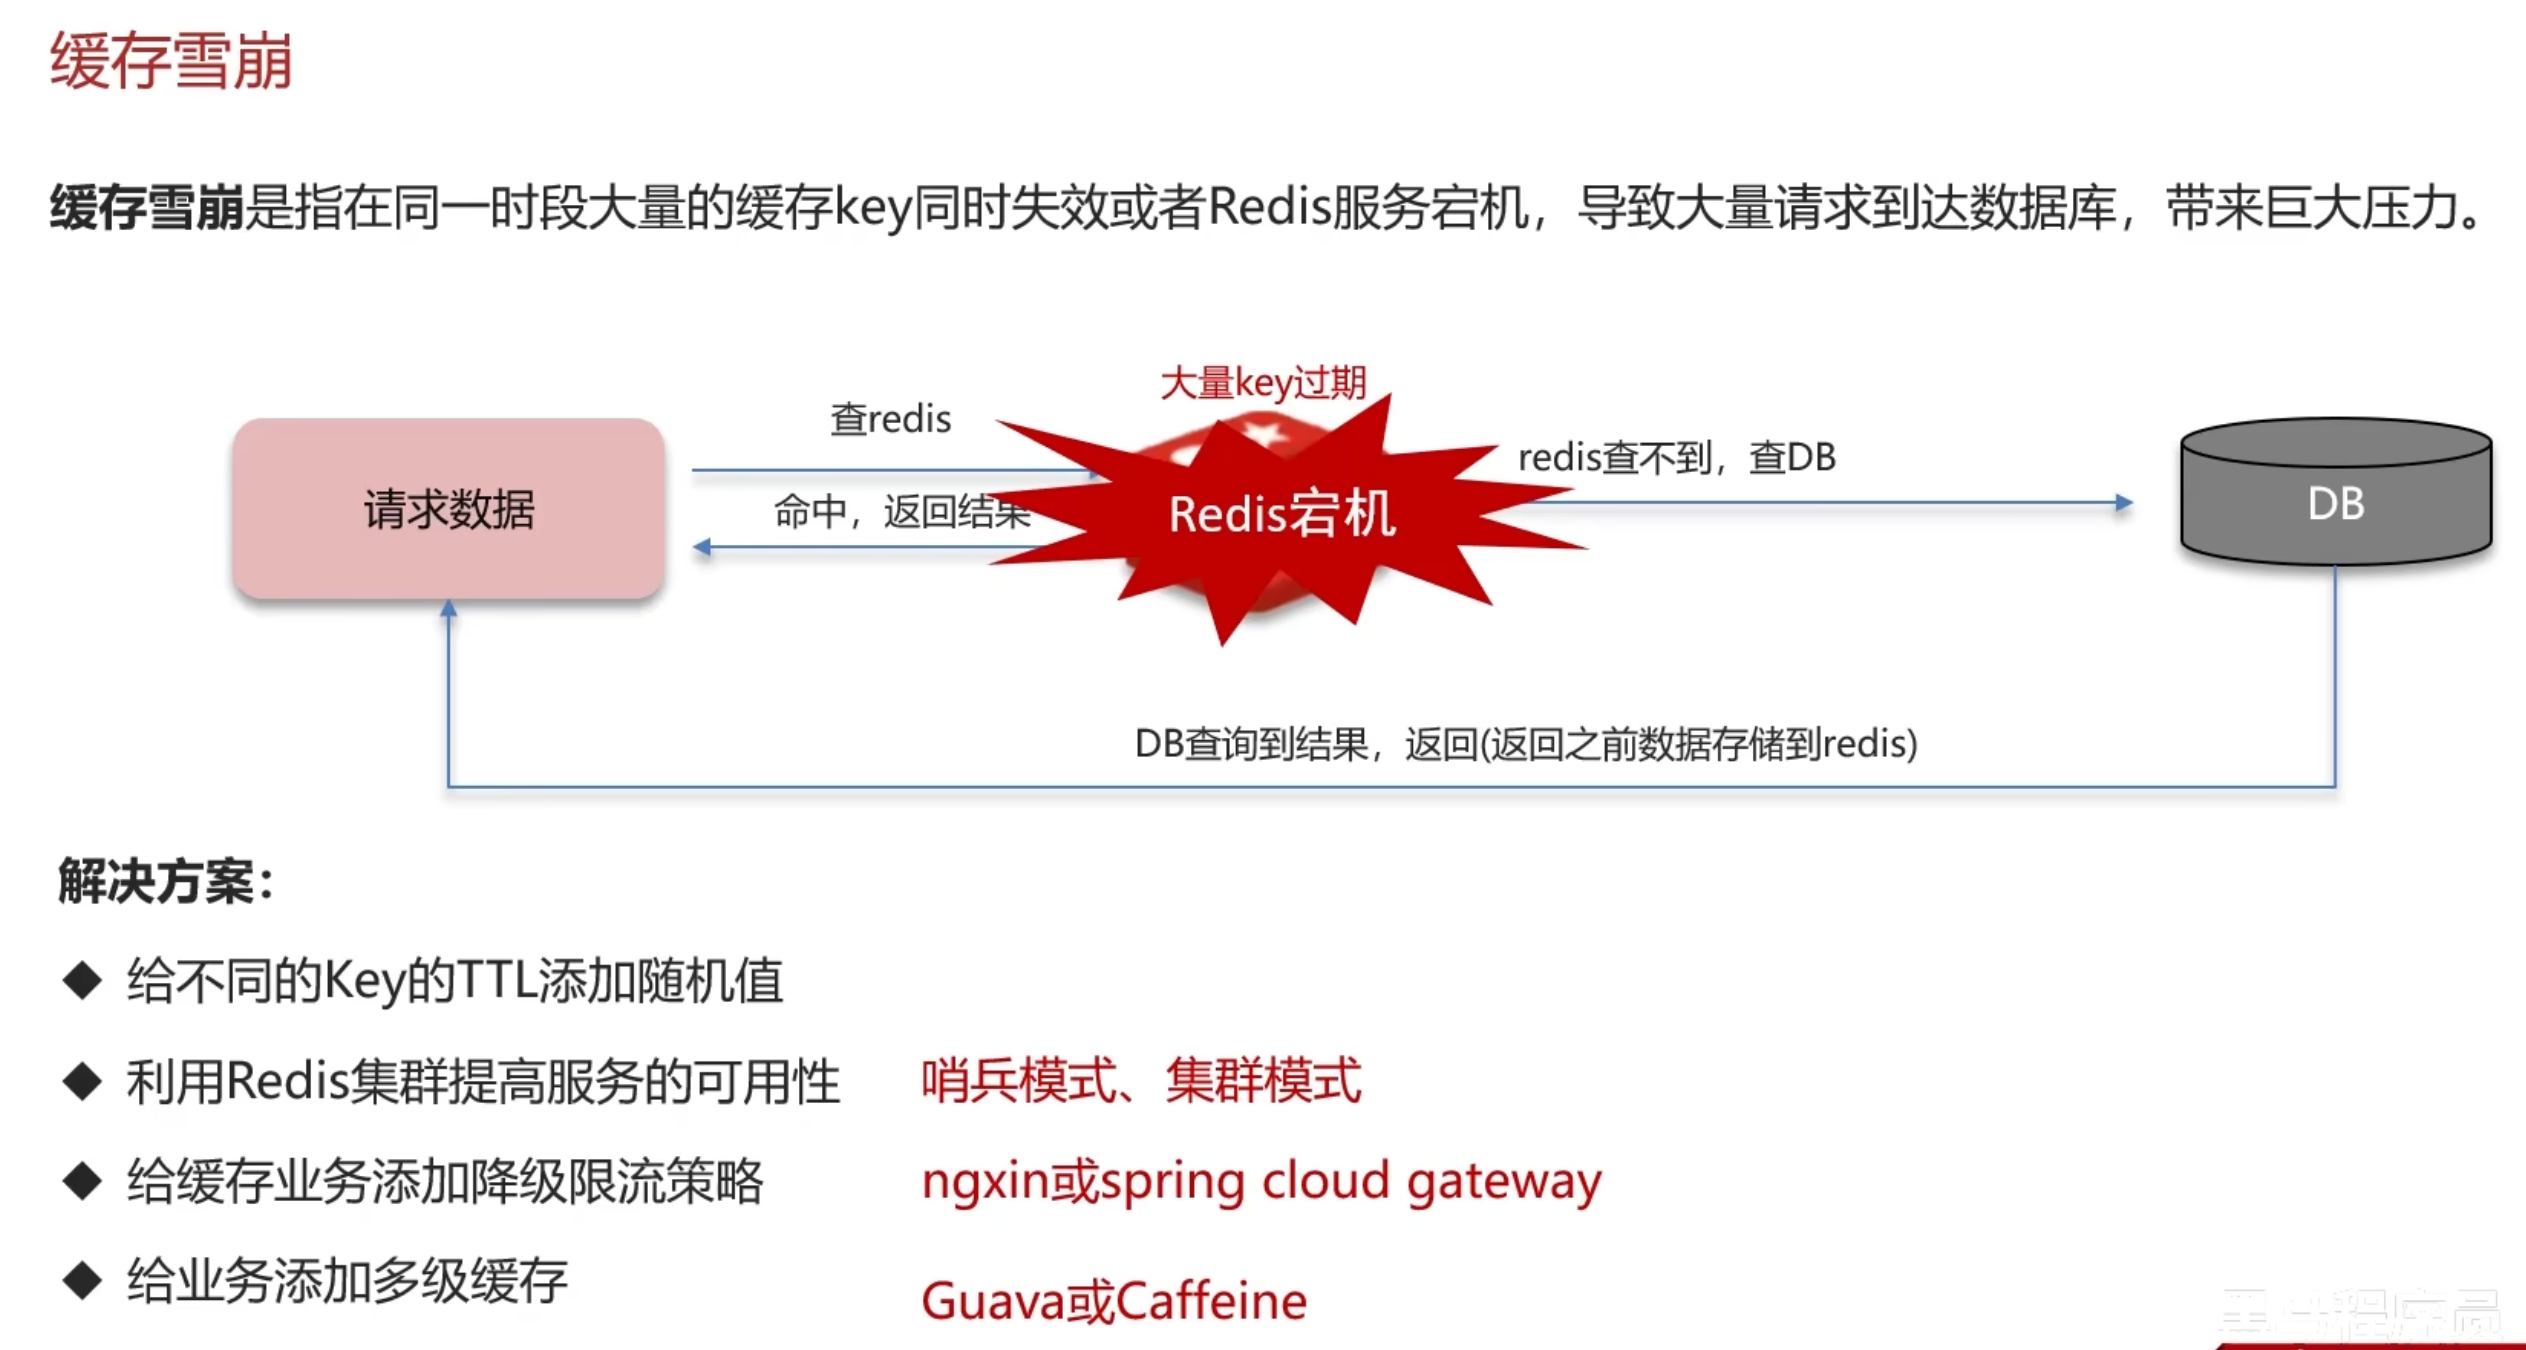 缓存雪崩
缓存雪崩是指在同一时段大量的缓存key同时失效或者Redis服务宕机，导致大量请求到达数据库，带来巨大压力。
大量key过期
查redis
redis查不到，查DB
请求数据
命中，返回结果
Redis宕机
DB
DB查询到结果，返回(返回之前数据存储到redis)
解决方案：
◆ 给不同的Key的TTL添加随机值
◆ 利用Redis集群提高服务的可用性 哨兵模式、集群模式
◆ 给缓存业务添加降级限流策略 ngxin或spring cloud gateway
◆ 给业务添加多级缓存 Guava或Caffeine
黑马程序员